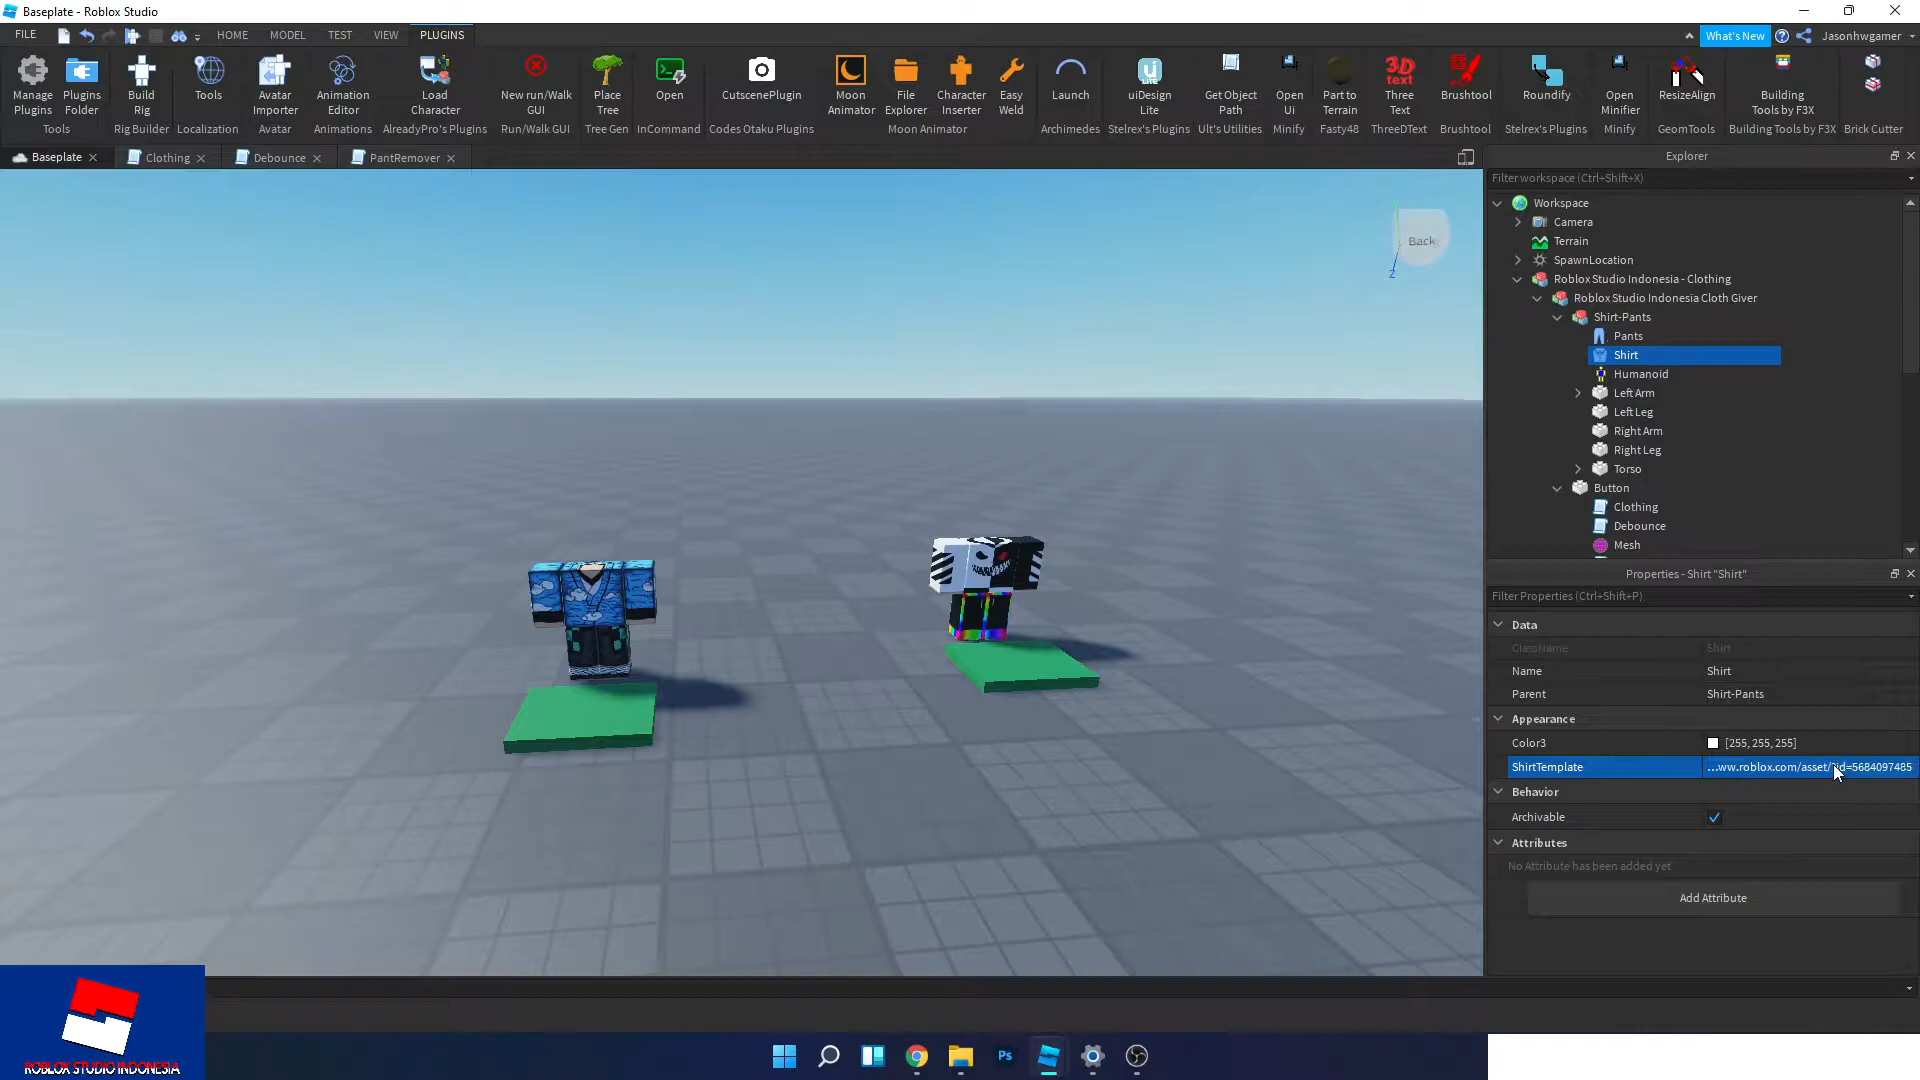 Baseplate - Roblox Studio
FILE HOME MODEL TEST VIEW PLUGINS What's New Jasonhwgamer
Manage Plugins
Plugins Folder
Tools
Build Rig
Rig Builder
Tools
Localization
Avatar Importer
Avatar
Animation Editor
Animations
Load Character
AlreadyPro's Plugins
New run/Walk GUI
Run/Walk GUI
Place Tree
Tree Gen
Open
InCommand
CutscenePlugin
Codes Otaku Plugins
Moon Animator
File Explorer
Character Inserter
Easy Weld
Moon Animator
Launch
Archimedes
uiDesign Lite
Stelrex's Plugins
Get Object Path
Ult's Utilities
Open Ui
Minify
Part to Terrain
Fasty48
3D text
Three Text
ThreeDText
Brushtool
Brushtool
Roundify
Stelrex's Plugins
Open Minifier
Minify
ResizeAlign
GeomTools
Building Tools by F3X
Building Tools by F3X
Brick Cutter
Baseplate Clothing Debounce PantRemover
Back
Z
Explorer
Filter workspace (Ctrl+Shift+X)
Workspace
Camera
Terrain
SpawnLocation
Roblox Studio Indonesia - Clothing
Roblox Studio Indonesia Cloth Giver
Shirt-Pants
Pants
Shirt
Humanoid
Left Arm
Left Leg
Right Arm
Right Leg
Torso
Button
Clothing
Debounce
Mesh
Properties - Shirt "Shirt"
Filter Properties (Ctrl+Shift+P)
Data
ClassName Shirt
Name Shirt
Parent Shirt-Pants
Appearance
Color3 [255, 255, 255]
ShirtTemplate ...ww.roblox.com/asset/?id=5684097485
Behavior
Archivable
Attributes
No Attribute has been added yet
Add Attribute
ROBLOX STUDIO INDONESIA
Ps